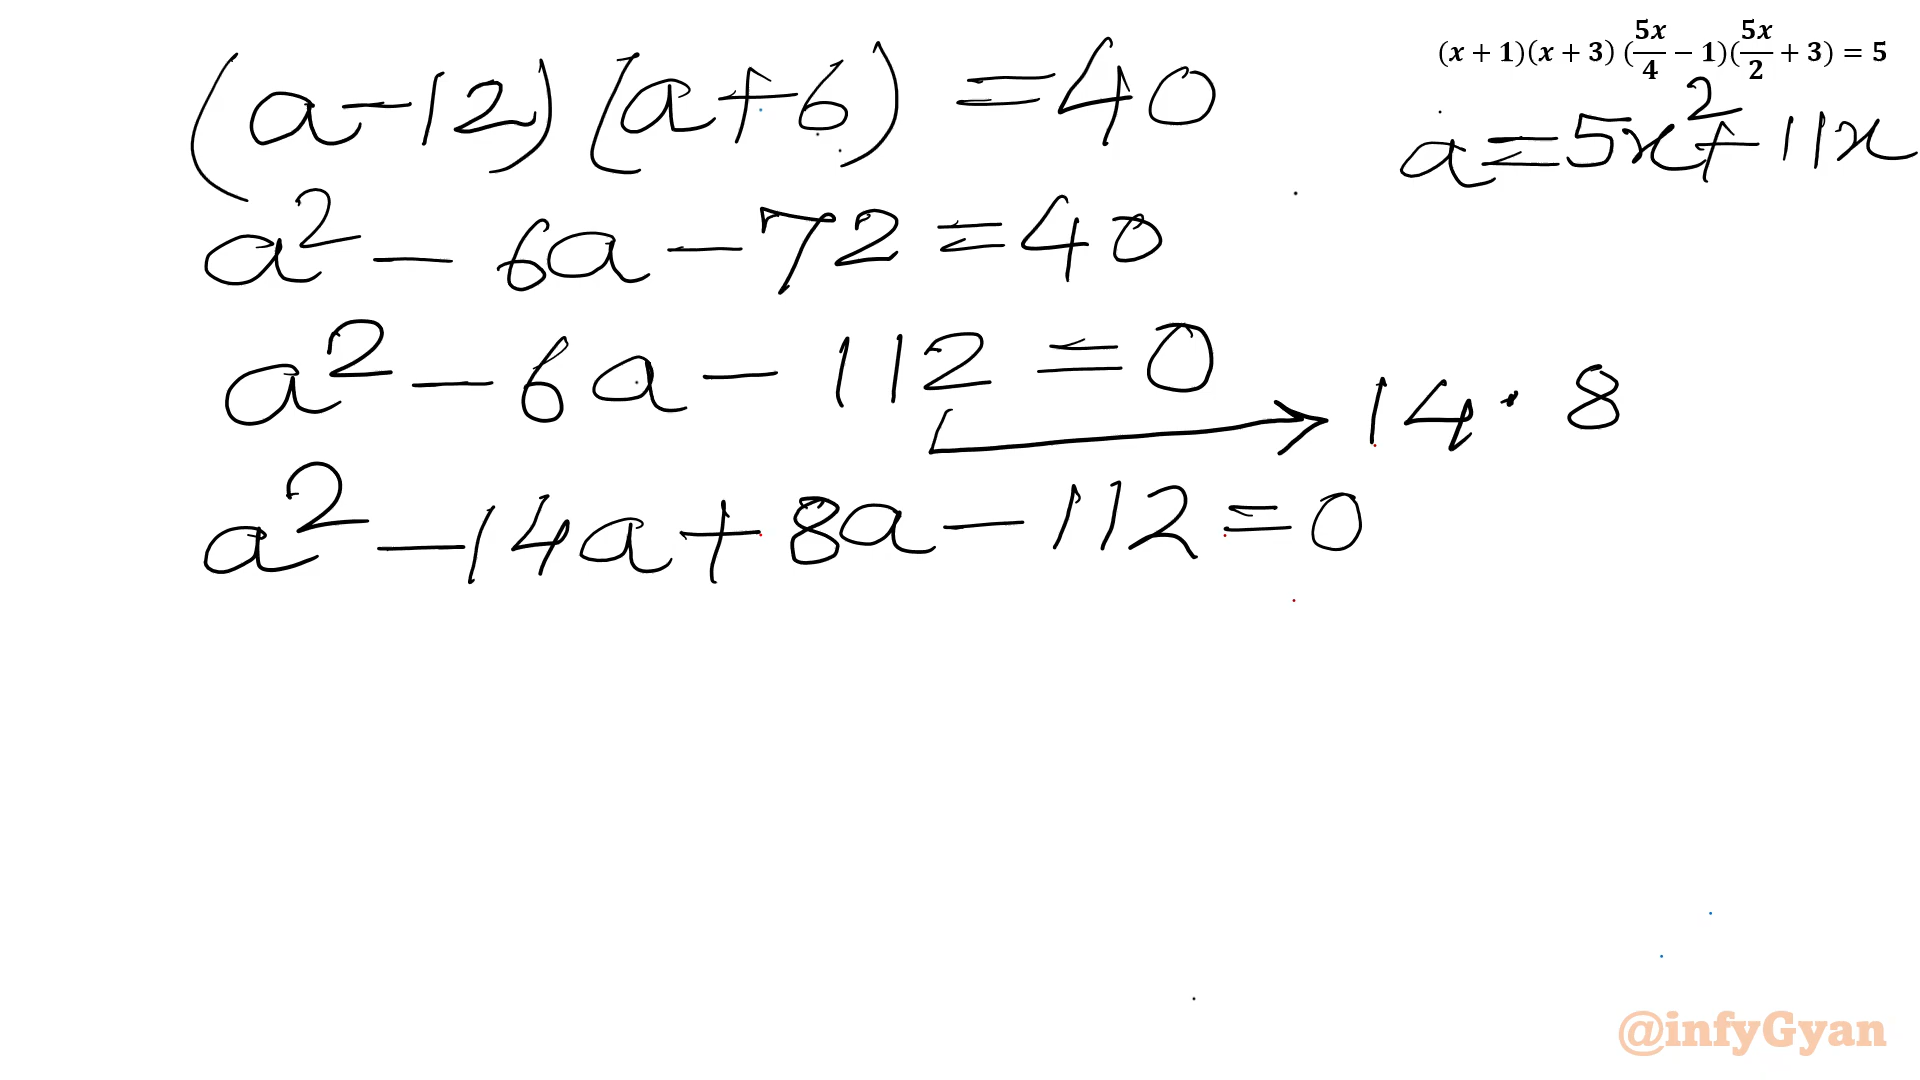 (x + 1)(x + 3) (5x/4 − 1)(5x/2 + 3) = 5
(a-12)(a+6) = 40
a = 5x² + 11x
a² - 6a - 72 = 40
a² - 6a - 112 = 0
14 · 8
a² - 14a + 8a - 112 = 0
@infyGyan